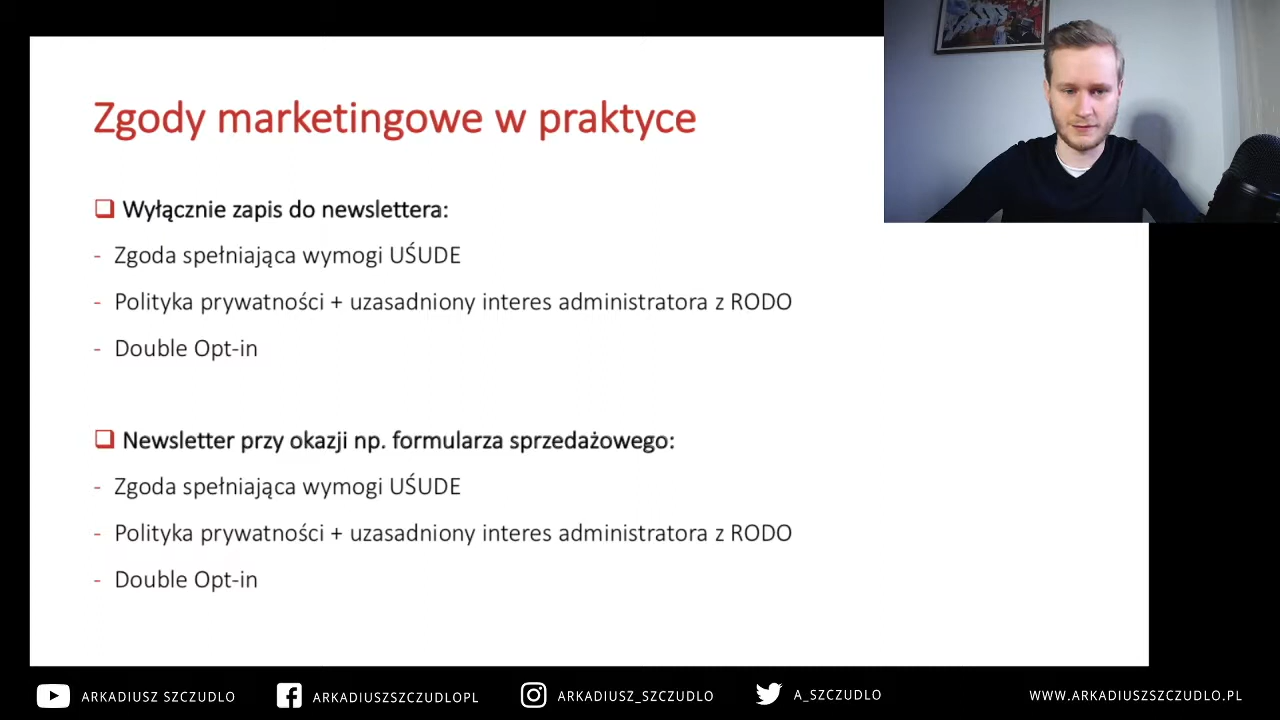 Zgody marketingowe w praktyce
Wyłącznie zapis do newslettera:
- Zgoda spełniająca wymogi UŚUDE
- Polityka prywatności + uzasadniony interes administratora z RODO
- Double Opt-in
Newsletter przy okazji np. formularza sprzedażowego:
- Zgoda spełniająca wymogi UŚUDE
- Polityka prywatności + uzasadniony interes administratora z RODO
- Double Opt-in
ARKADIUSZ SZCZUDLO ARKADIUSZSZCZUDLOPL ARKADIUSZ_SZCZUDLO A_SZCZUDLO WWW.ARKADIUSZSZCZUDLO.PL